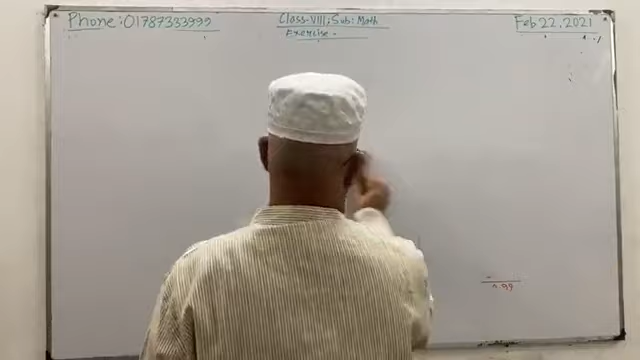 Phone: 01787333999
Class-VIII; Sub: Math
Exercise-
Feb 22, 2021